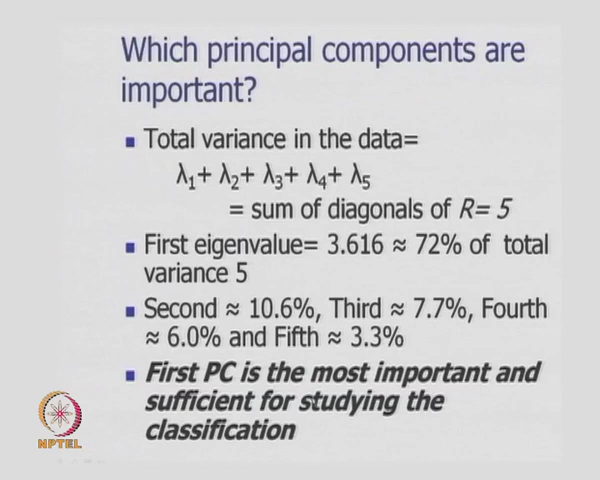 Which principal components are
important?
Total variance in the data=
λ1+ λ2+ λ3+ λ4+ λ5
= sum of diagonals of R= 5
First eigenvalue= 3.616 ≈ 72% of total
variance 5
Second ≈ 10.6%, Third ≈ 7.7%, Fourth
≈ 6.0% and Fifth ≈ 3.3%
First PC is the most important and
sufficient for studying the
classification
NPTEL